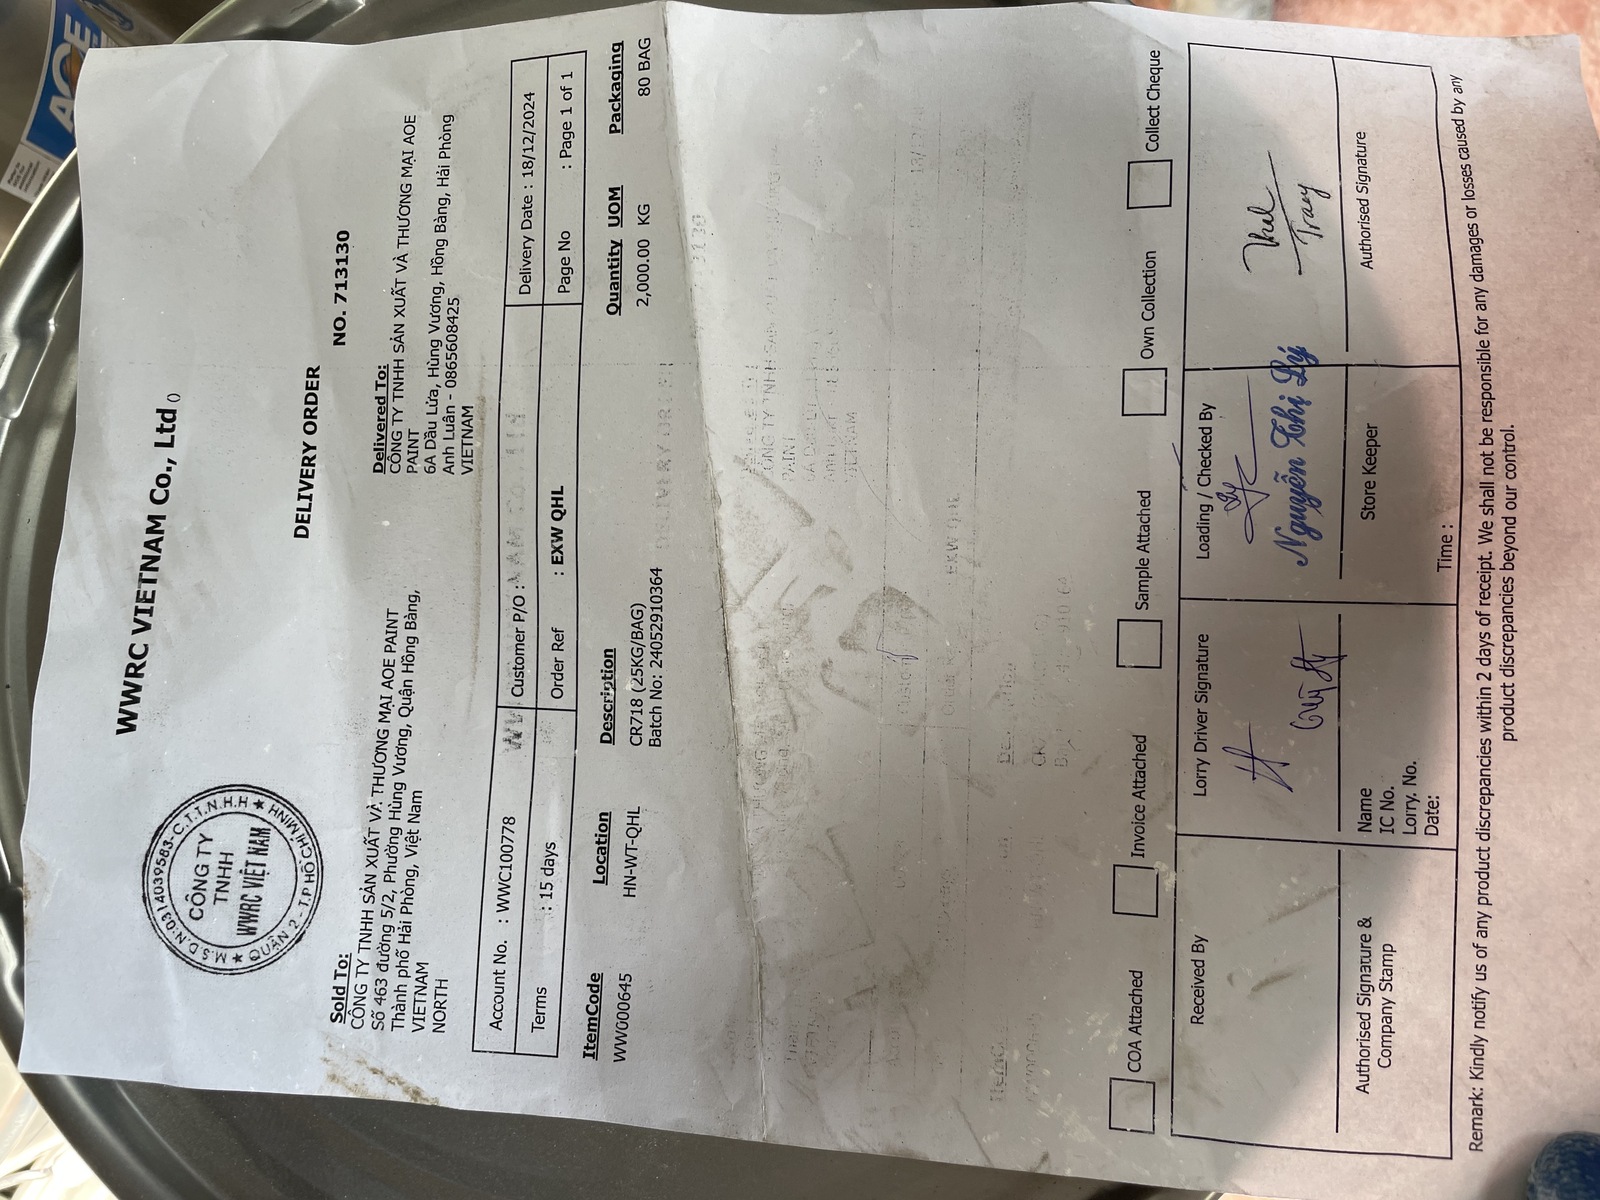 WWRC VIETNAM Co., Ltd ()
M.S.D.N:0314039583-C.T.T.N.H.H
CÔNG TY
TNHH
WWRC VIỆT NAM
QUẬN 2 - T.P HỒ CHÍ MINH
DELIVERY ORDER
NO. 713130
Sold To:
CÔNG TY TNHH SẢN XUẤT VÀ THƯƠNG MẠI AOE PAINT
Số 463 đường 5/2, Phường Hùng Vương, Quận Hồng Bàng,
Thành phố Hải Phòng, Việt Nam
VIETNAM
NORTH
Delivered To:
CÔNG TY TNHH SẢN XUẤT VÀ THƯƠNG MẠI AOE
PAINT
6A Dầu Lửa, Hùng Vương, Hồng Bàng, Hải Phòng
Anh Luân - 0865608425
VIETNAM
Account No. : WWC100778 Customer P/O : Delivery Date : 18/12/2024
Terms : 15 days Order Ref : EXW QHL Page No : Page 1 of 1
ItemCode Location Description Quantity UOM Packaging
WW000645 HN-WT-QHL CR718 (25KG/BAG) 2,000.00 KG 80 BAG
Batch No: 24052910364
COA Attached Invoice Attached Sample Attached Own Collection Collect Cheque
Received By Lorry Driver Signature Loading / Checked By
Nguyễn Thị Lý
Trang
Authorised Signature &
Company Stamp
Name
IC No.
Lorry. No.
Date:
Store Keeper
Time :
Authorised Signature
Remark: Kindly notify us of any product discrepancies within 2 days of receipt. We shall not be responsible for any damages or losses caused by any
product discrepancies beyond our control.